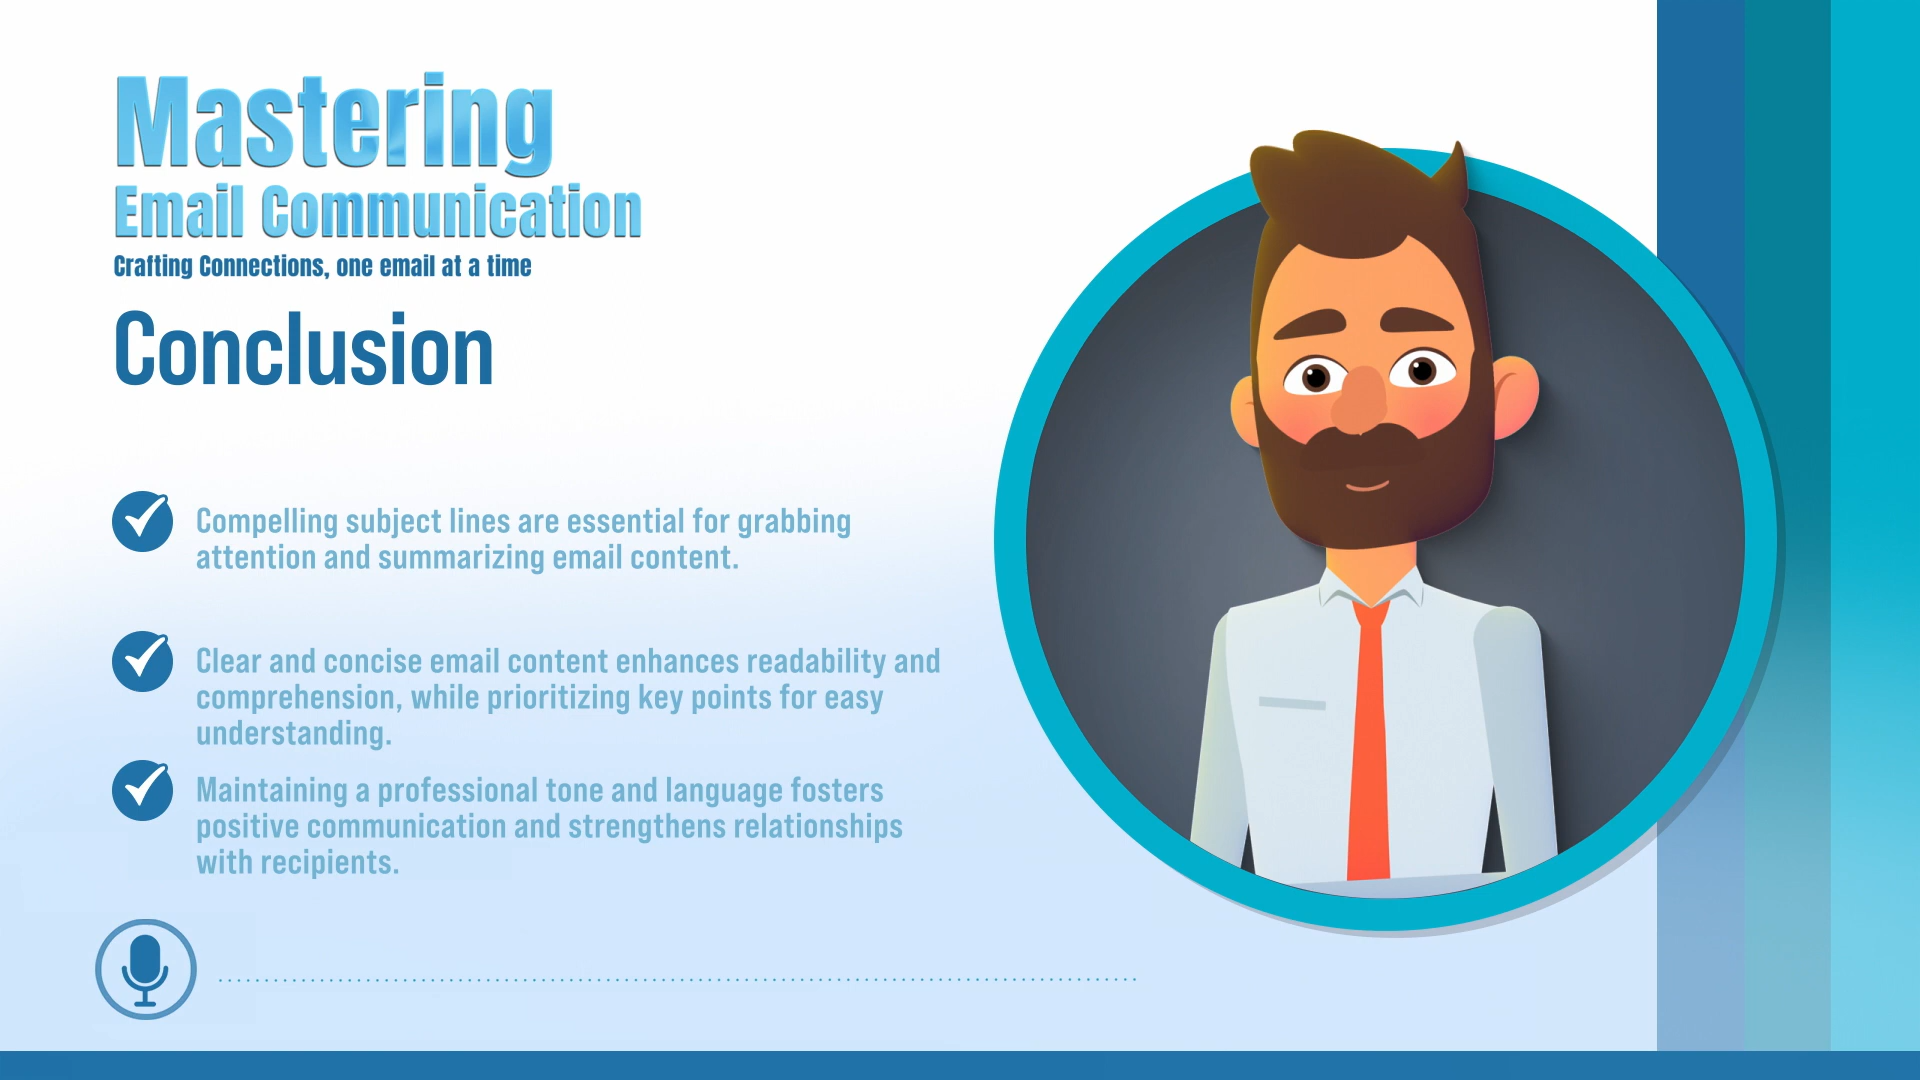 Mastering
Email Communication
Crafting Connections, one email at a time
Conclusion
Compelling subject lines are essential for grabbing
attention and summarizing email content.
Clear and concise email content enhances readability and
comprehension, while prioritizing key points for easy
understanding.
Maintaining a professional tone and language fosters
positive communication and strengthens relationships
with recipients.